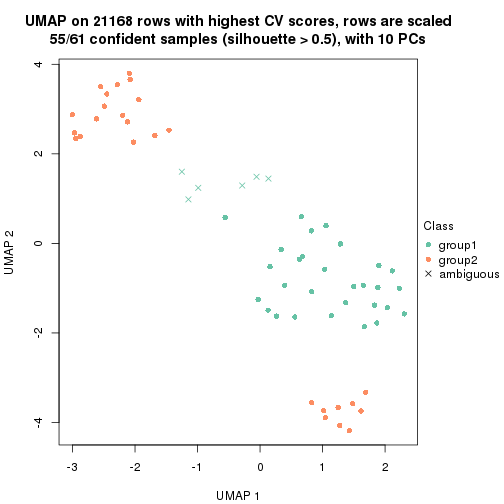 UMAP on 21168 rows with highest CV scores, rows are scaled
55/61 confident samples (silhouette > 0.5), with 10 PCs
4
2
0
-2
-4
UMAP 2
-3
-2
-1
0
1
2
UMAP 1
Class
group1
group2
ambiguous